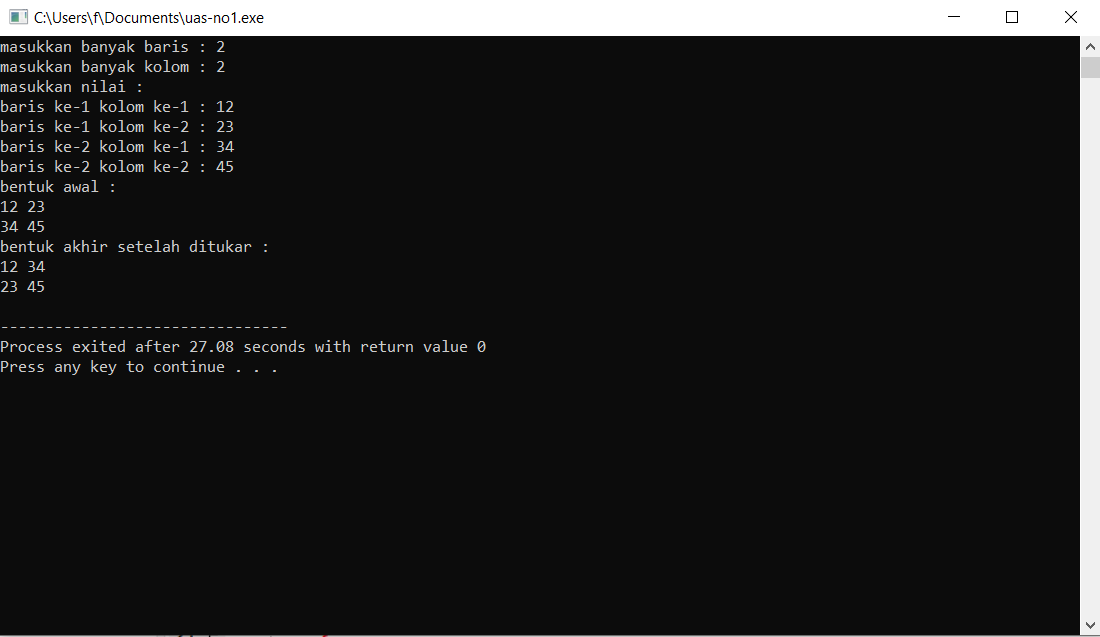 C:\Users\f\Documents\uas-no1.exe
masukkan banyak baris : 2
masukkan banyak kolom : 2
masukkan nilai :
baris ke-1 kolom ke-1 : 12
baris ke-1 kolom ke-2 : 23
baris ke-2 kolom ke-1 : 34
baris ke-2 kolom ke-2 : 45
bentuk awal :
12 23
34 45
bentuk akhir setelah ditukar :
12 34
23 45
--------------------------------
Process exited after 27.08 seconds with return value 0
Press any key to continue . . .